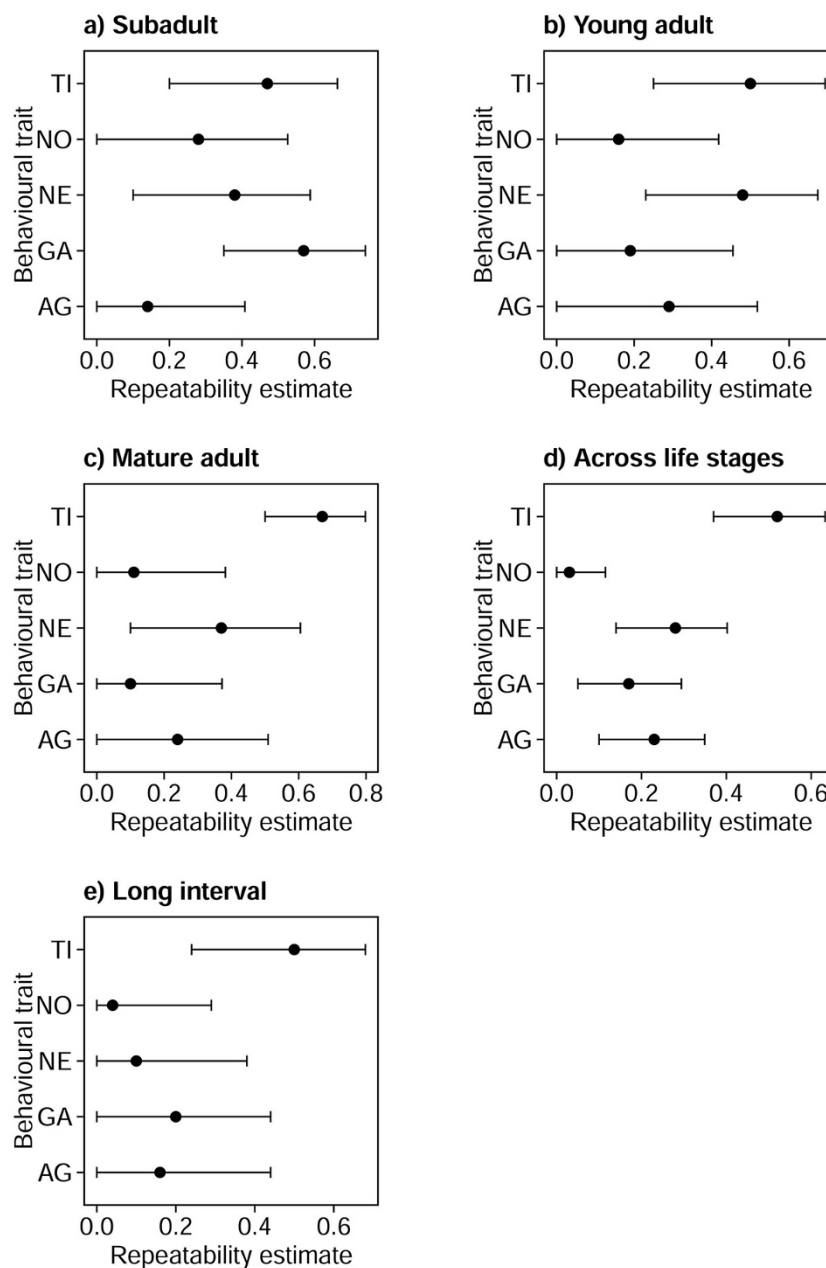 a) Subadult
Behavioural trait
TI
NO
NE
GA
AG
0.0 0.2 0.4 0.6
Repeatability estimate
b) Young adult
Behavioural trait
TI
NO
NE
GA
AG
0.0 0.2 0.4 0.6
Repeatability estimate
c) Mature adult
Behavioural trait
TI
NO
NE
GA
AG
0.0 0.2 0.4 0.6 0.8
Repeatability estimate
d) Across life stages
Behavioural trait
TI
NO
NE
GA
AG
0.0 0.2 0.4 0.6
Repeatability estimate
e) Long interval
Behavioural trait
TI
NO
NE
GA
AG
0.0 0.2 0.4 0.6
Repeatability estimate